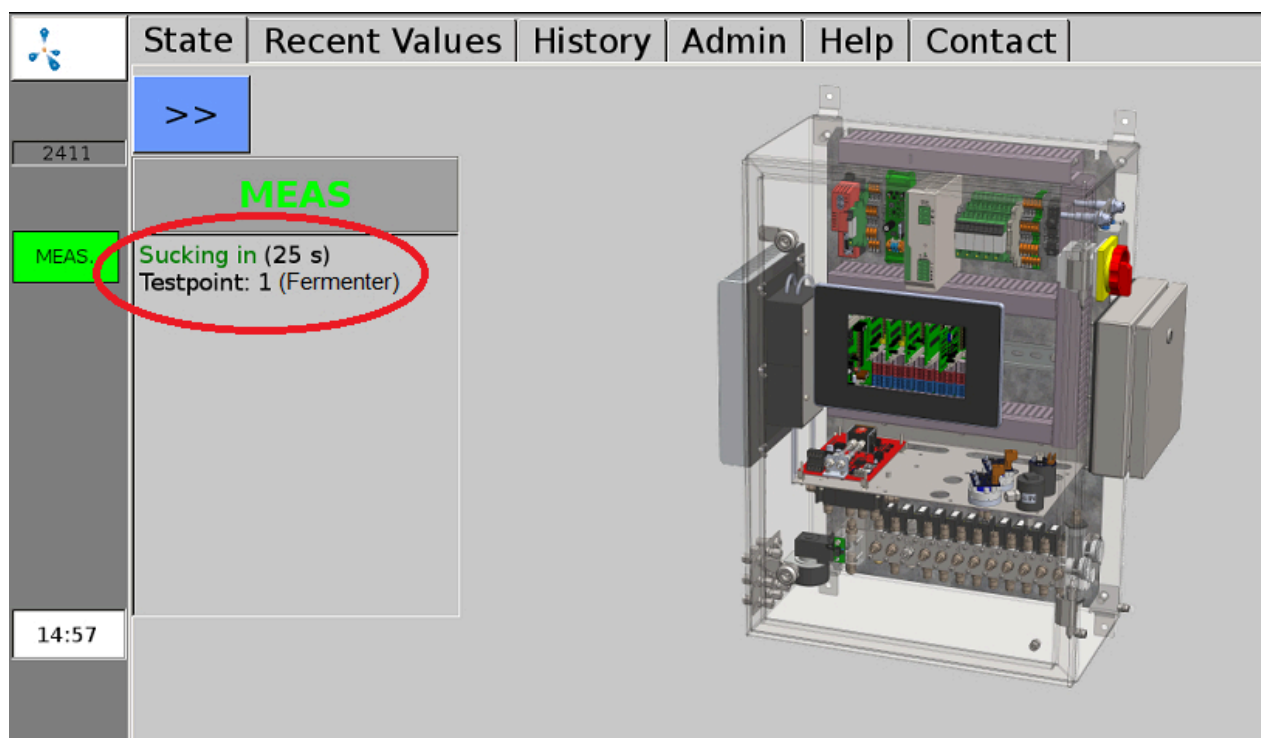 State Recent Values History Admin Help Contact
>>
2411
MEAS
MEAS.
Sucking in (25 s)
Testpoint: 1 (Fermenter)
14:57